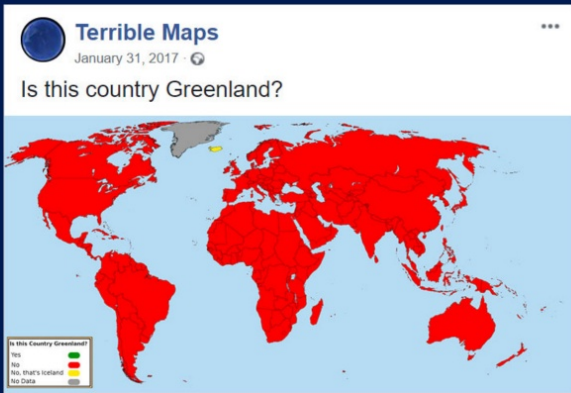 Terrible Maps
January 31, 2017 ·
Is this country Greenland?
Is this Country Greenland?
Yes
No
No, that's Iceland
No Data